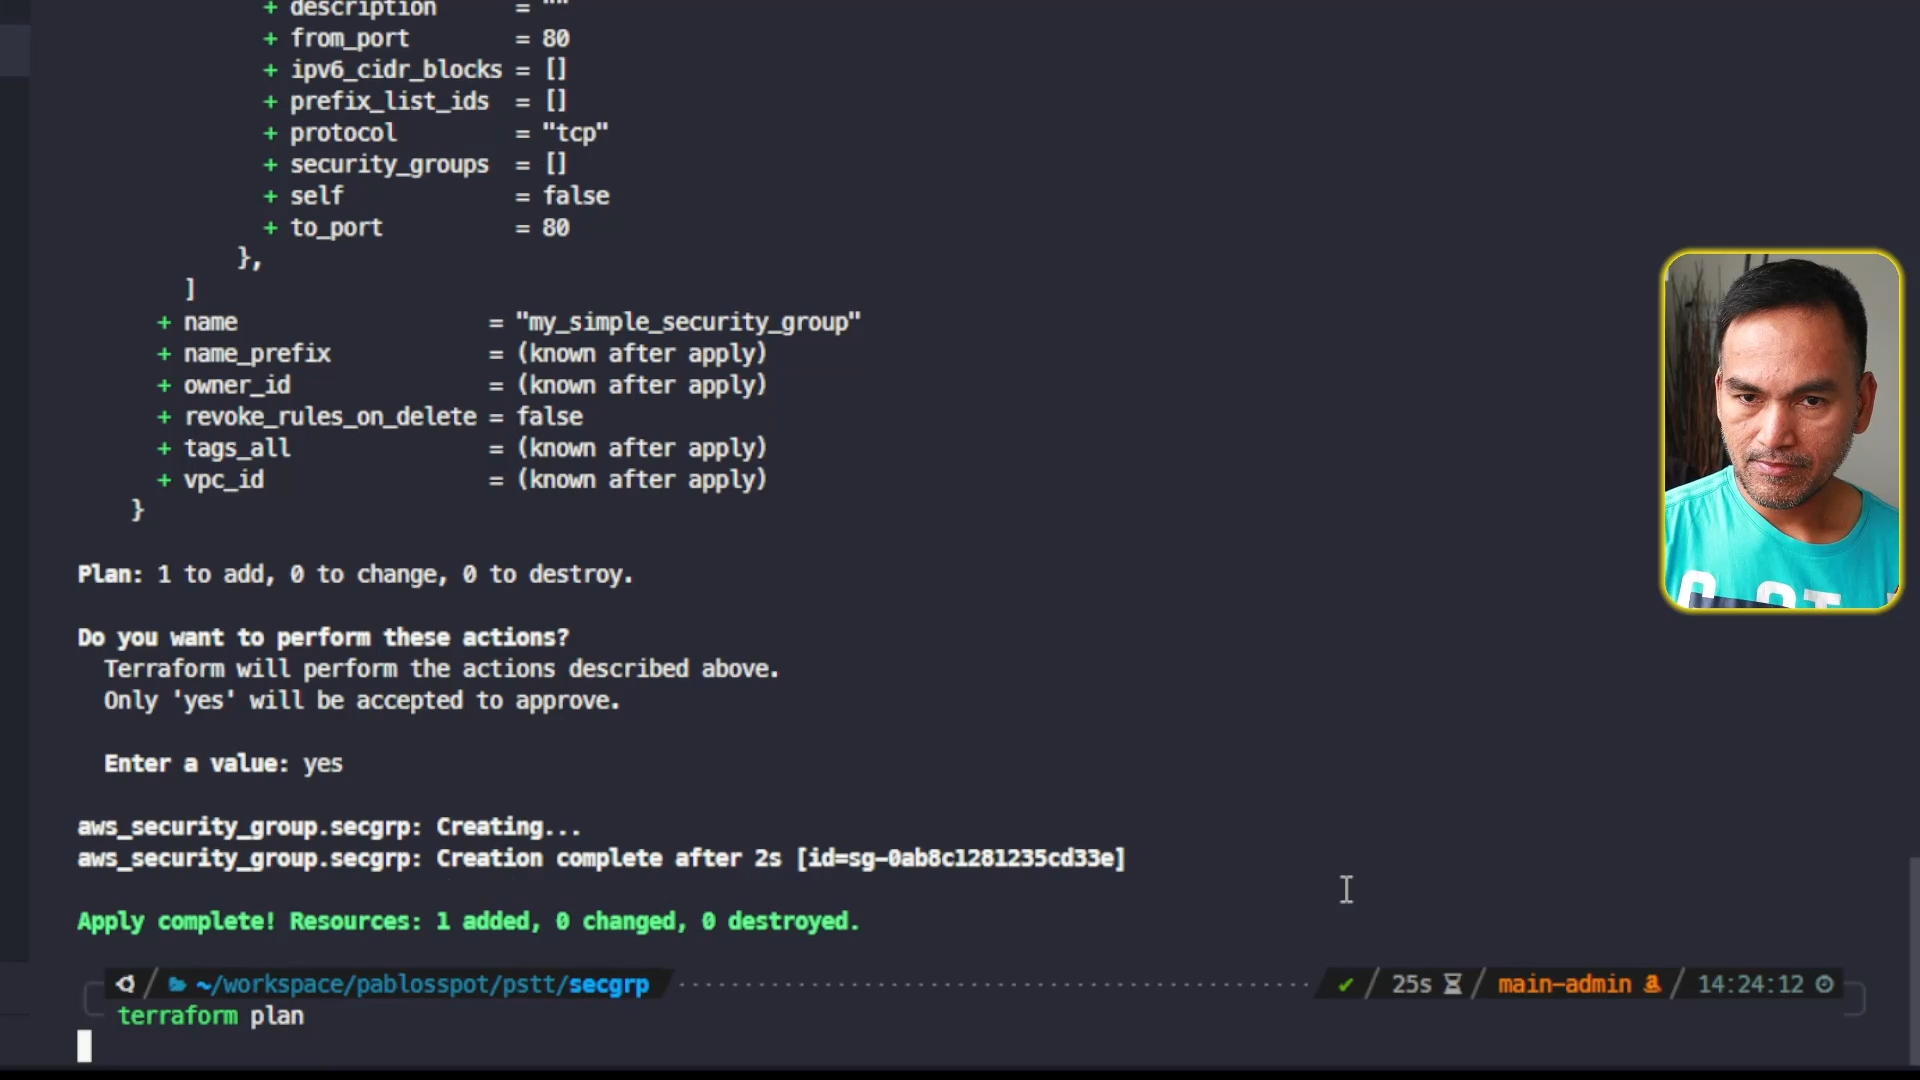 + description = ""
+ from_port = 80
+ ipv6_cidr_blocks = []
+ prefix_list_ids = []
+ protocol = "tcp"
+ security_groups = []
+ self = false
+ to_port = 80
},
]
+ name = "my_simple_security_group"
+ name_prefix = (known after apply)
+ owner_id = (known after apply)
+ revoke_rules_on_delete = false
+ tags_all = (known after apply)
+ vpc_id = (known after apply)
}
Plan: 1 to add, 0 to change, 0 to destroy.
Do you want to perform these actions?
Terraform will perform the actions described above.
Only 'yes' will be accepted to approve.
Enter a value: yes
aws_security_group.secgrp: Creating...
aws_security_group.secgrp: Creation complete after 2s [id=sg-0ab8c1281235cd33e]
Apply complete! Resources: 1 added, 0 changed, 0 destroyed.
~/workspace/pablosspot/pstt/secgrp ✔ / 25s / main-admin / 14:24:12
terraform plan